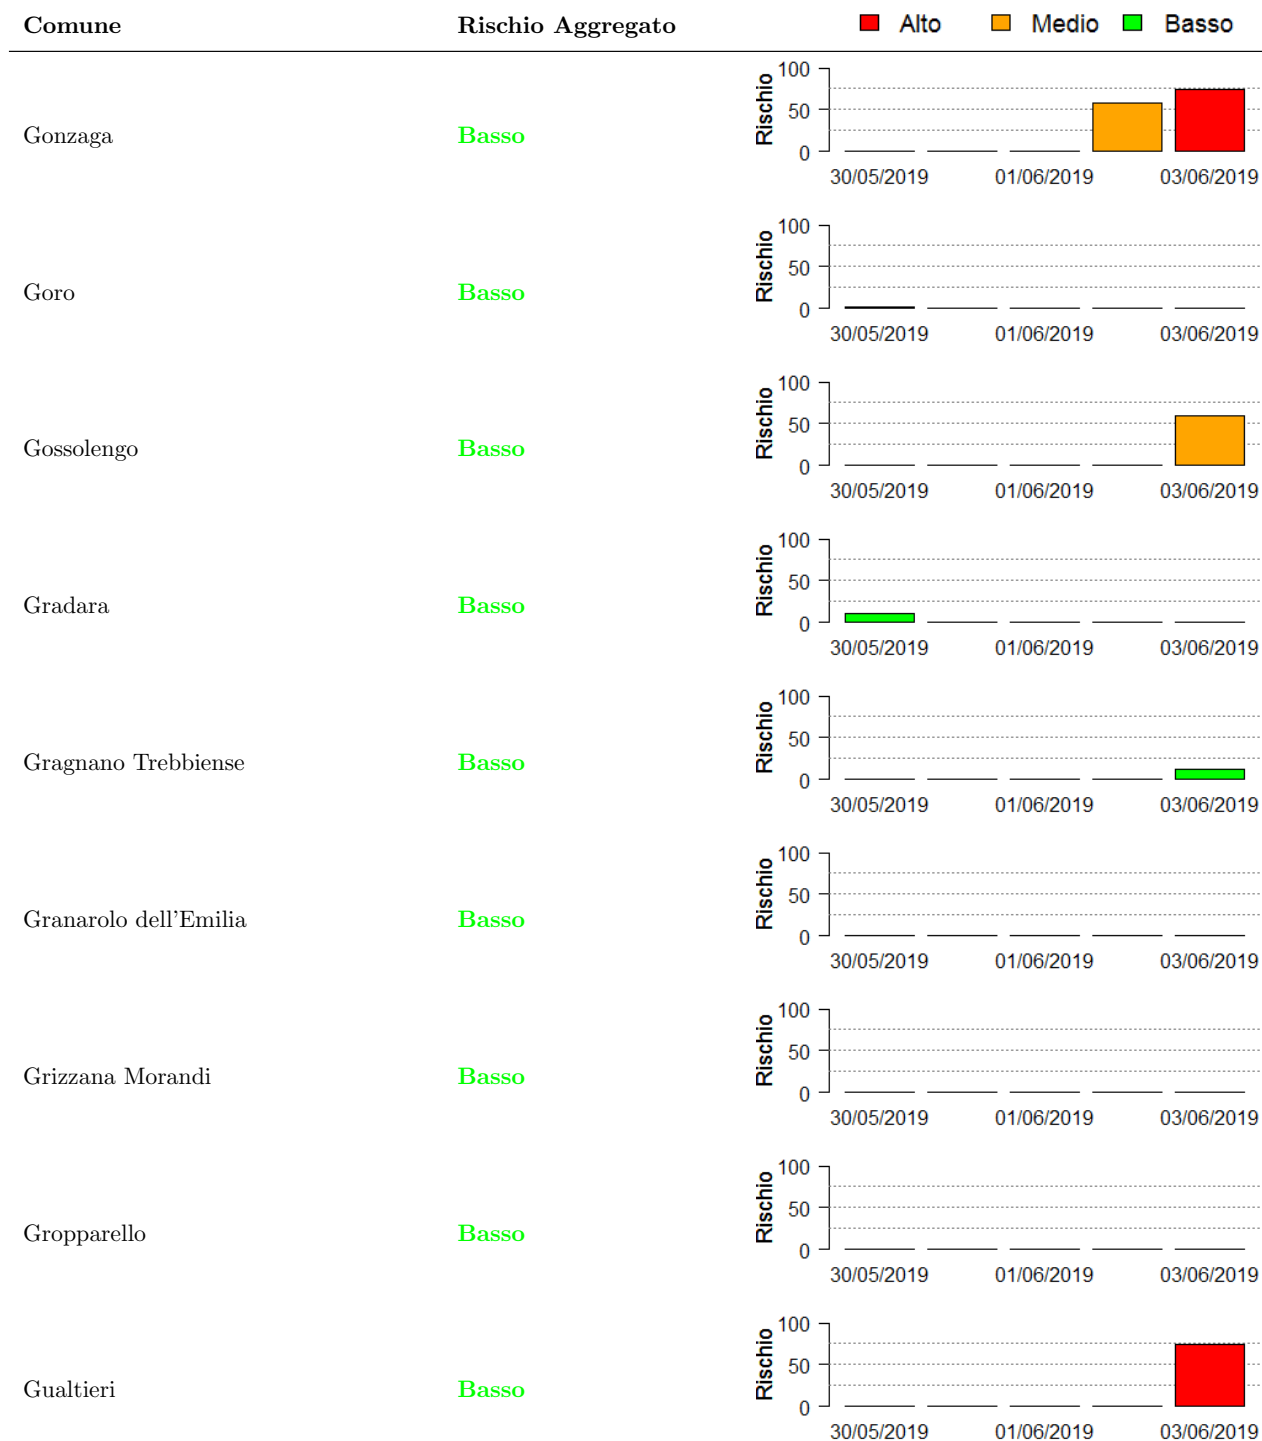 Comune Rischio Aggregato Alto Medio Basso
Gonzaga Basso
Rischio
100
50
0
30/05/2019 01/06/2019 03/06/2019
Goro Basso
Rischio
100
50
0
30/05/2019 01/06/2019 03/06/2019
Gossolengo Basso
Rischio
100
50
0
30/05/2019 01/06/2019 03/06/2019
Gradara Basso
Rischio
100
50
0
30/05/2019 01/06/2019 03/06/2019
Gragnano Trebbiense Basso
Rischio
100
50
0
30/05/2019 01/06/2019 03/06/2019
Granarolo dell'Emilia Basso
Rischio
100
50
0
30/05/2019 01/06/2019 03/06/2019
Grizzana Morandi Basso
Rischio
100
50
0
30/05/2019 01/06/2019 03/06/2019
Gropparello Basso
Rischio
100
50
0
30/05/2019 01/06/2019 03/06/2019
Gualtieri Basso
Rischio
100
50
0
30/05/2019 01/06/2019 03/06/2019